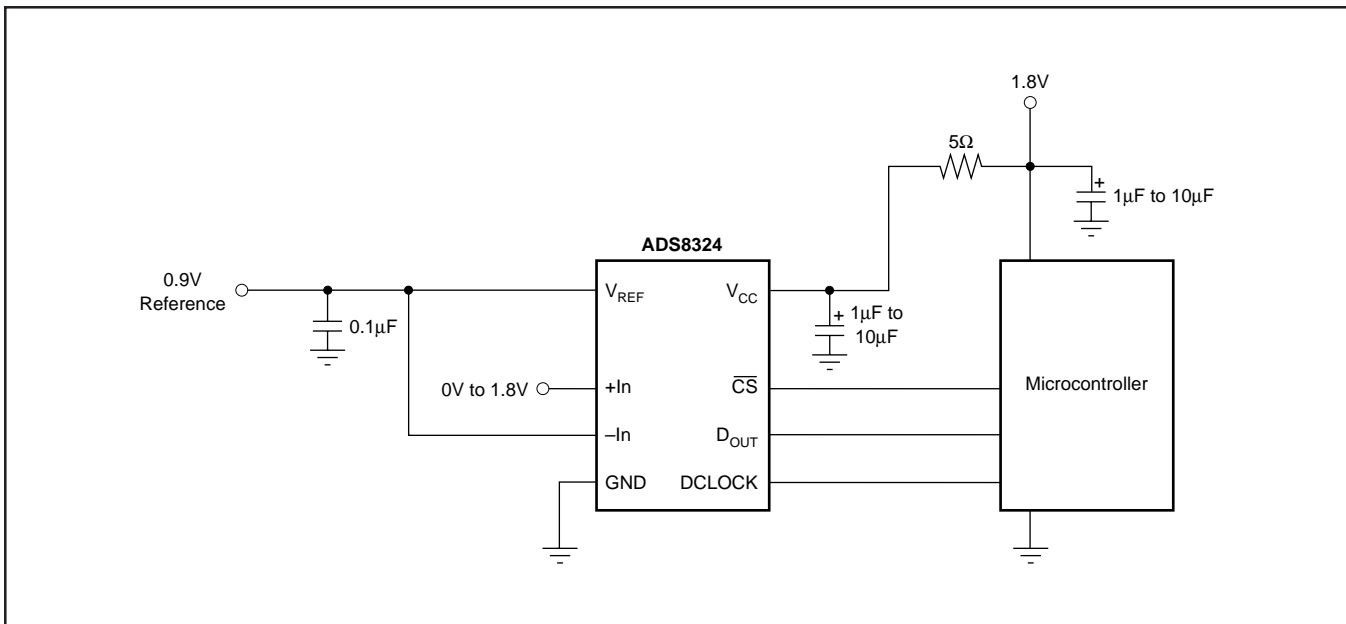 1.8V
5Ω
+
1μF to 10μF
ADS8324
0.9V
Reference
0.1μF
V_REF
V_CC
+
1μF to
10μF
0V to 1.8V
+In
C̅S̅
Microcontroller
–In
D_OUT
GND
DCLOCK